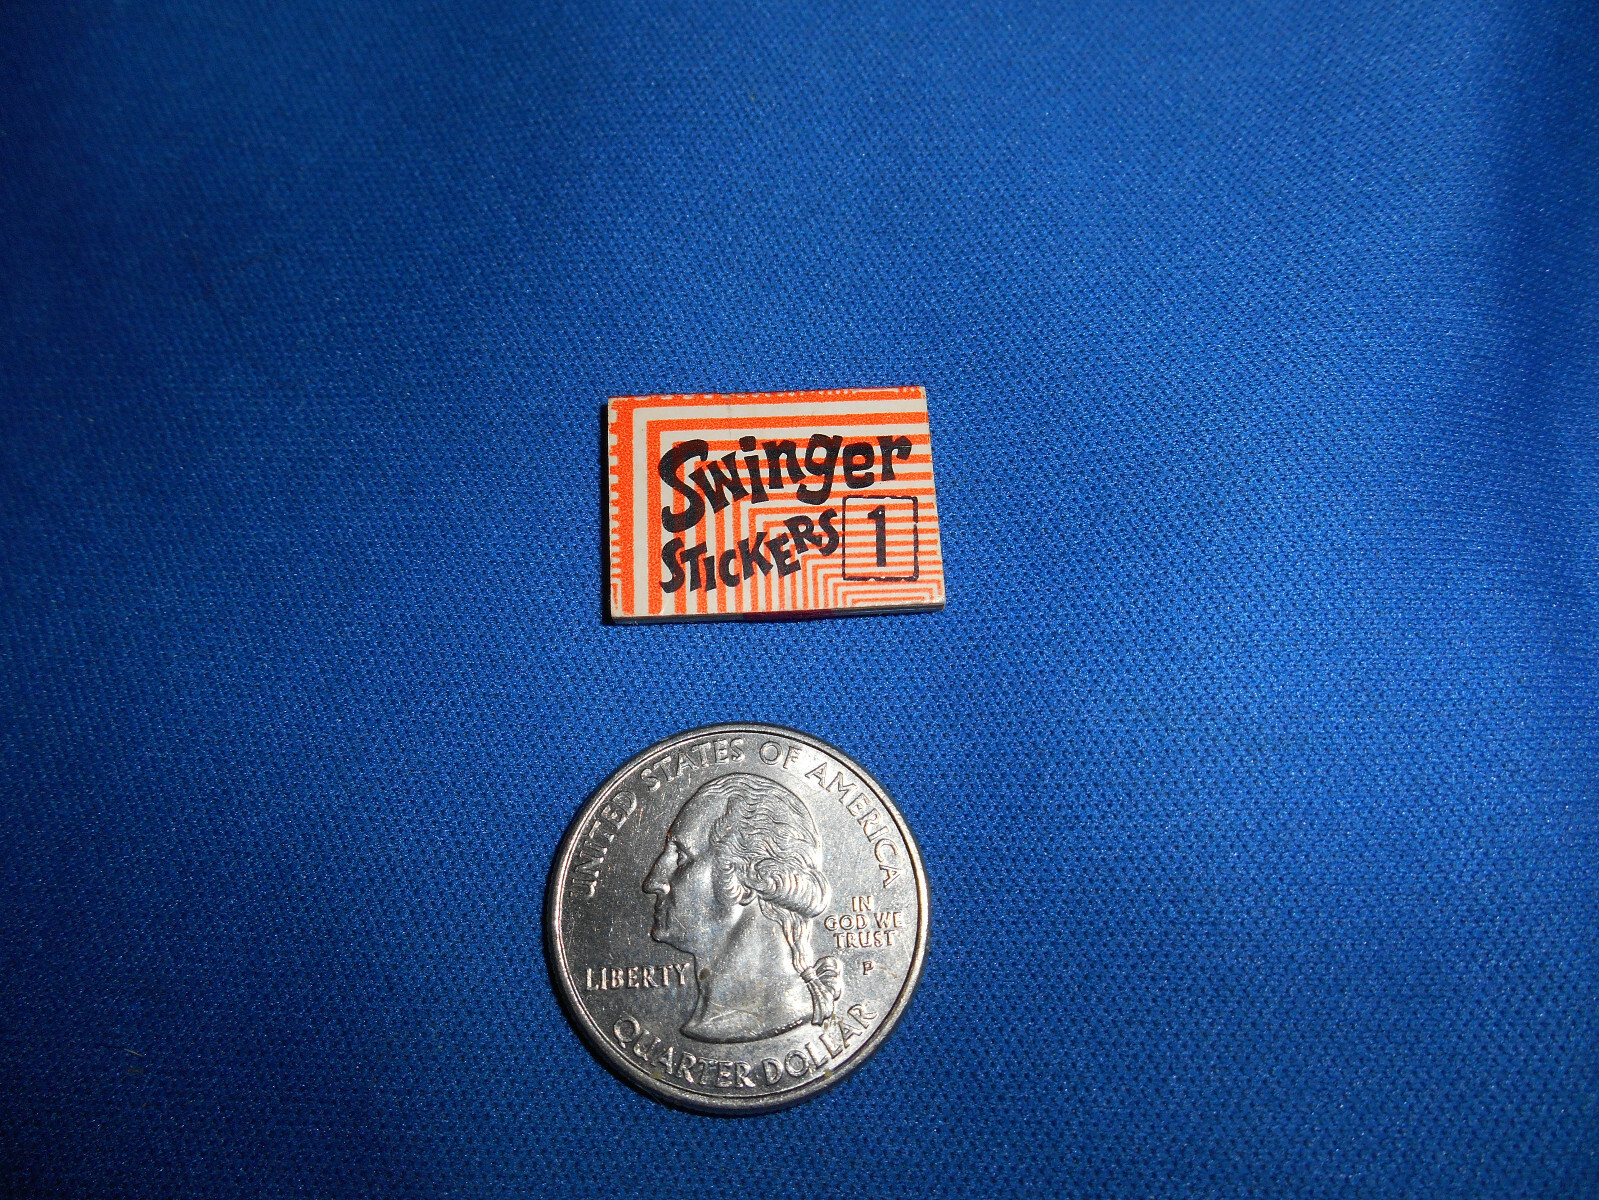 Swinger
STICKERS 1
UNITED STATES OF AMERICA
IN
GOD WE
TRUST
P
LIBERTY
QUARTER DOLLAR